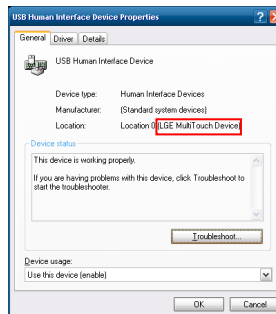 USB Human Interface Device Properties
General Driver Details
USB Human Interface Device
Device type: Human Interface Devices
Manufacturer: (Standard system devices)
Location: Location 0 (LGE MultiTouch Device)
Device status
This device is working properly.
If you are having problems with this device, click Troubleshoot to
start the troubleshooter.
Troubleshoot...
Device usage:
Use this device (enable)
OK Cancel